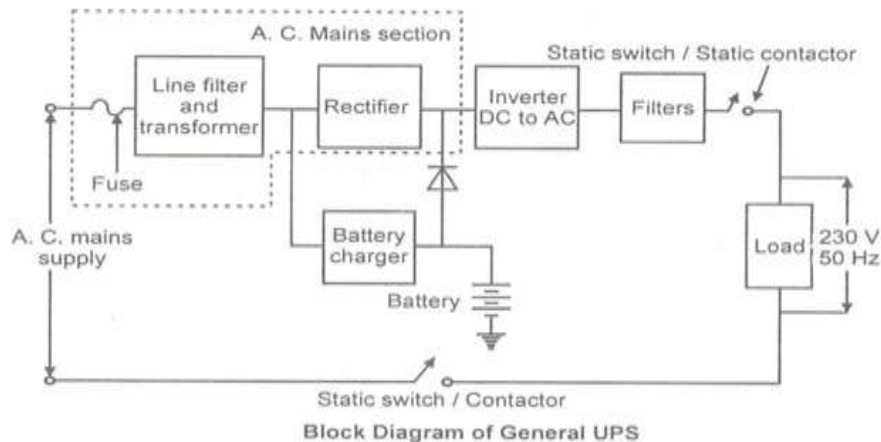 A. C. Mains section
Static switch / Static contactor
Line filter
and
transformer
Rectifier
Inverter
DC to AC
Filters
Fuse
A. C. mains
supply
Battery
charger
Battery
Load
230 V
50 Hz
Static switch / Contactor
Block Diagram of General UPS